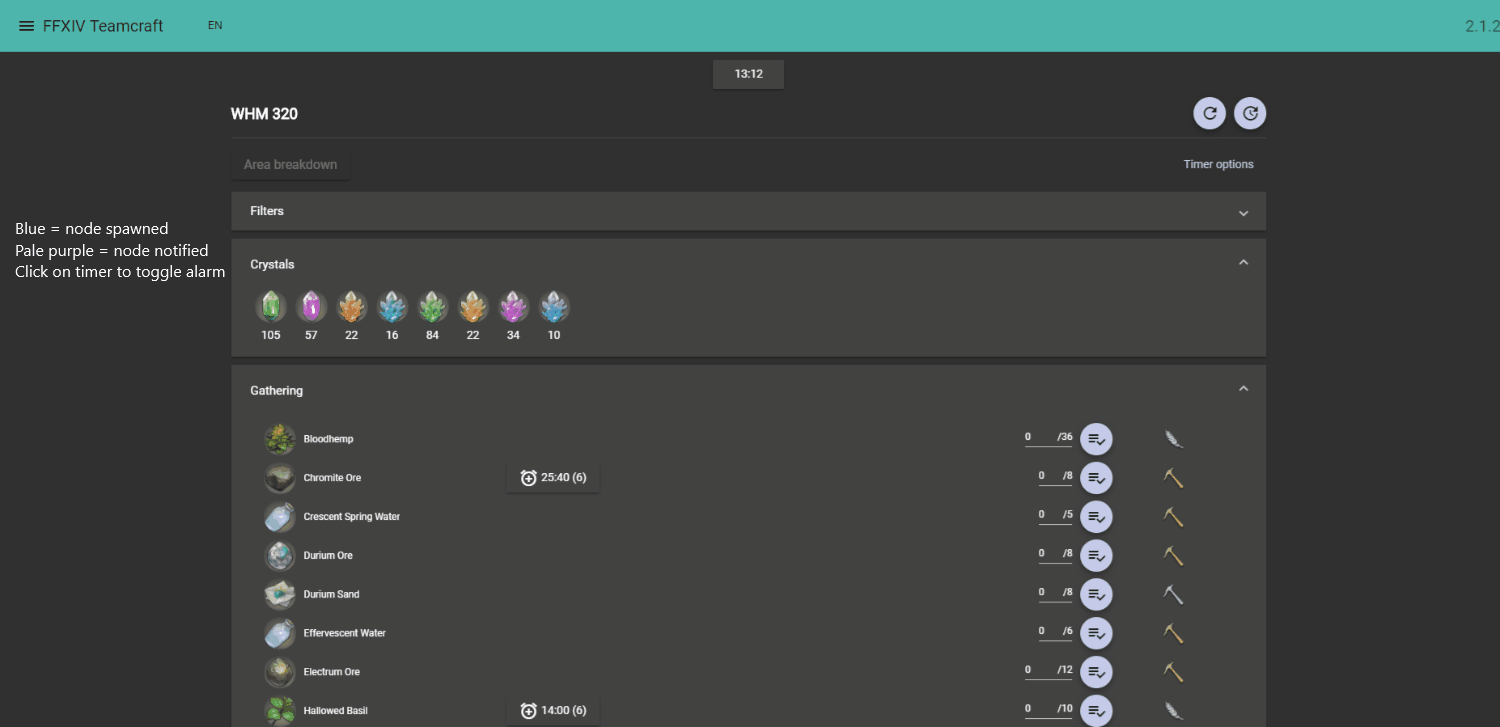 FFXIV Teamcraft EN 2.1.2
13:12
WHM 320
Area breakdown Timer options
Filters
Blue = node spawned
Pale purple = node notified
Click on timer to toggle alarm
Crystals
105 57 22 16 84 22 34 10
Gathering
Bloodhemp 0 /36
Chromite Ore 25:40 (6) 0 /8
Crescent Spring Water 0 /5
Durium Ore 0 /8
Durium Sand 0 /8
Effervescent Water 0 /6
Electrum Ore 0 /12
Hallowed Basil 14:00 (6) 0 /10